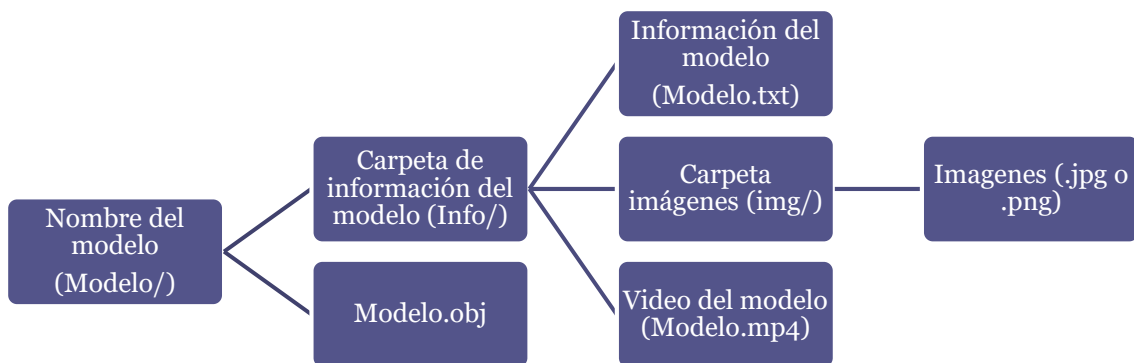 Nombre del
modelo
(Modelo/)
Carpeta de
información del
modelo (Info/)
Modelo.obj
Información del
modelo
(Modelo.txt)
Carpeta
imágenes (img/)
Video del modelo
(Modelo.mp4)
Imagenes (.jpg o
.png)